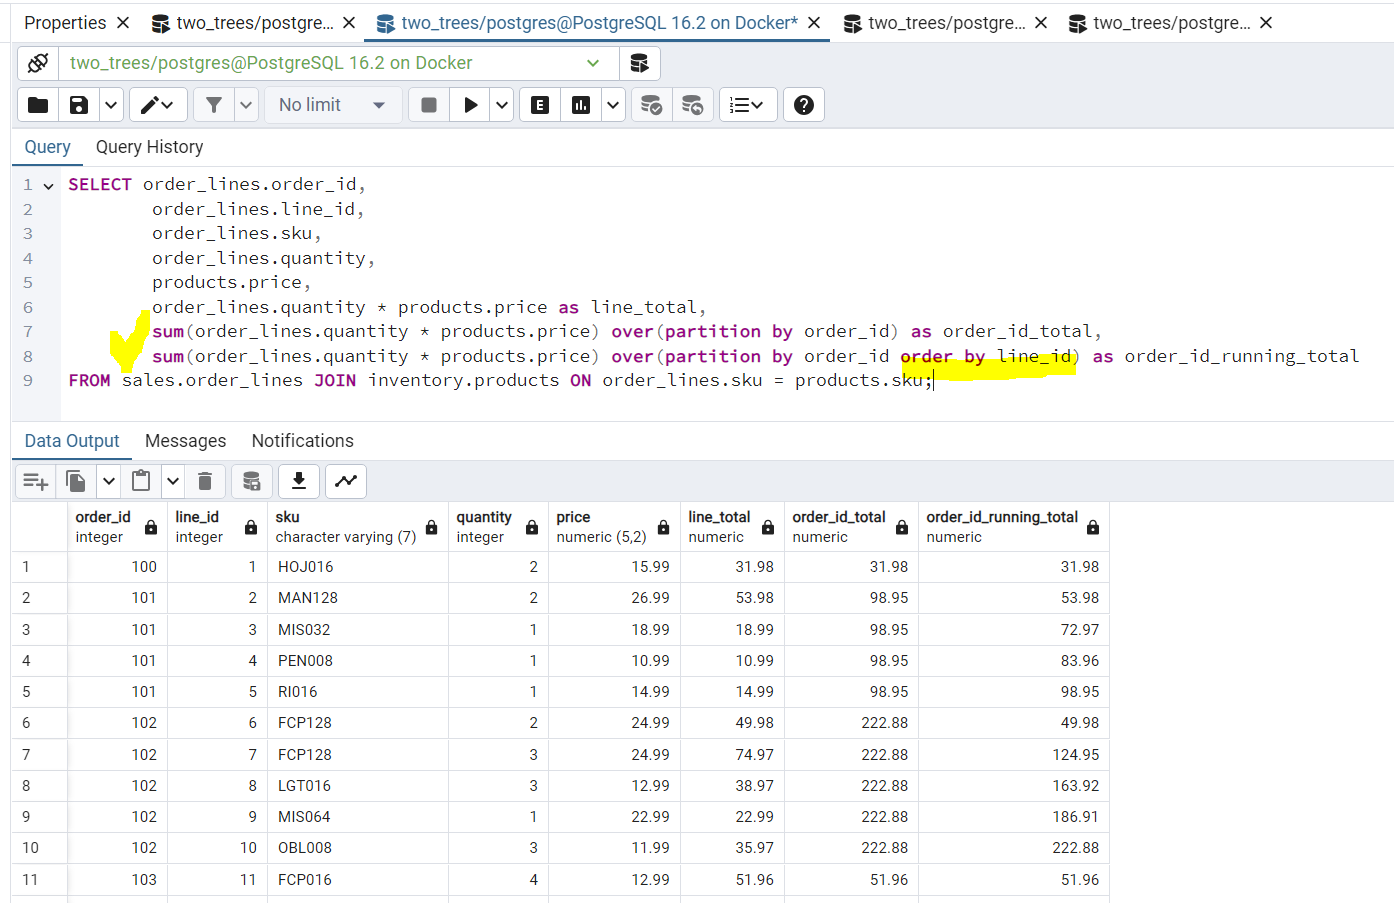 Properties
two_trees/postgre...
two_trees/postgres@PostgreSQL 16.2 on Docker*
two_trees/postgre...
two_trees/postgre...
two_trees/postgres@PostgreSQL 16.2 on Docker
No limit
E
Query Query History
1 SELECT order_lines.order_id,
2 order_lines.line_id,
3 order_lines.sku,
4 order_lines.quantity,
5 products.price,
6 order_lines.quantity * products.price as line_total,
7 sum(order_lines.quantity * products.price) over(partition by order_id) as order_id_total,
8 sum(order_lines.quantity * products.price) over(partition by order_id order by line_id) as order_id_running_total
9 FROM sales.order_lines JOIN inventory.products ON order_lines.sku = products.sku;
Data Output Messages Notifications
order_id line_id sku quantity price line_total order_id_total order_id_running_total
integer integer character varying (7) integer numeric (5,2) numeric numeric numeric
1 100 1 HOJ016 2 15.99 31.98 31.98 31.98
2 101 2 MAN128 2 26.99 53.98 98.95 53.98
3 101 3 MIS032 1 18.99 18.99 98.95 72.97
4 101 4 PEN008 1 10.99 10.99 98.95 83.96
5 101 5 RI016 1 14.99 14.99 98.95 98.95
6 102 6 FCP128 2 24.99 49.98 222.88 49.98
7 102 7 FCP128 3 24.99 74.97 222.88 124.95
8 102 8 LGT016 3 12.99 38.97 222.88 163.92
9 102 9 MIS064 1 22.99 22.99 222.88 186.91
10 102 10 OBL008 3 11.99 35.97 222.88 222.88
11 103 11 FCP016 4 12.99 51.96 51.96 51.96